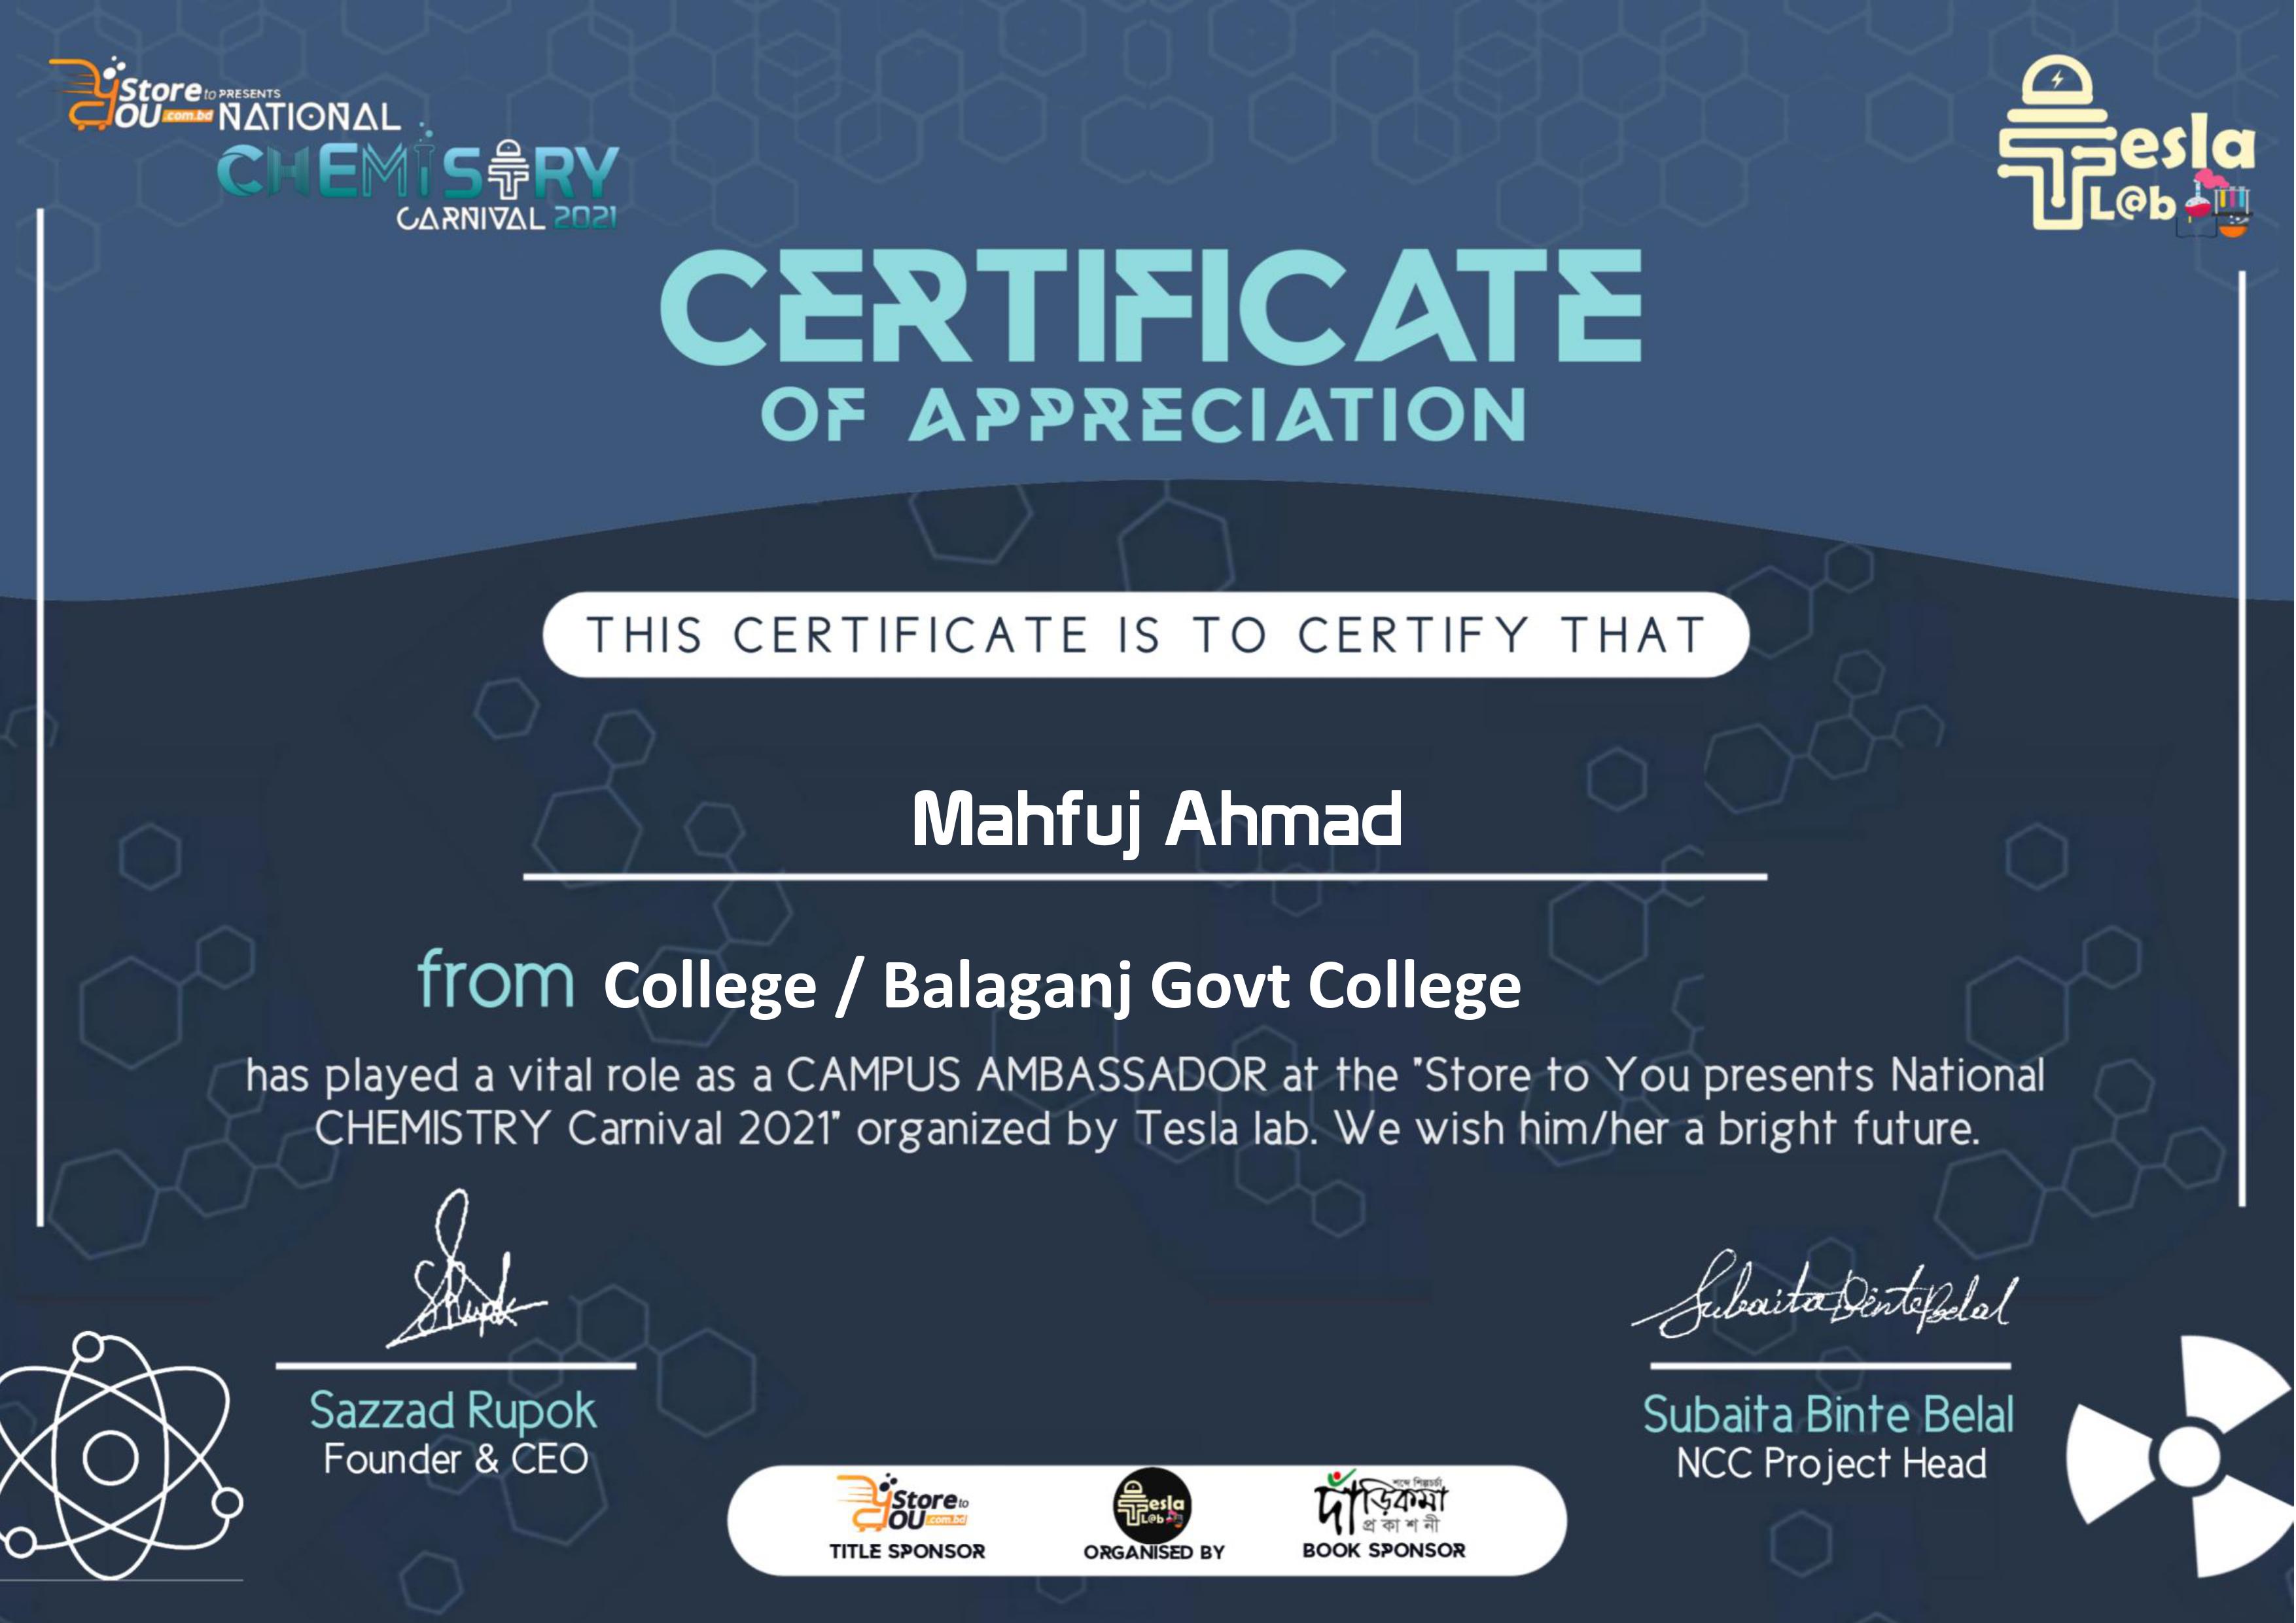 Store to YOU.com.bd PRESENTS
NATIONAL
CHEMISTRY
CARNIVAL 2021
Tesla
L@b
CERTIFICATE
OF APPRECIATION
THIS CERTIFICATE IS TO CERTIFY THAT
Mahfuj Ahmad
from College / Balaganj Govt College
has played a vital role as a CAMPUS AMBASSADOR at the "Store to You presents National
CHEMISTRY Carnival 2021" organized by Tesla lab. We wish him/her a bright future.
Subaita Binte Belal
Sazzad Rupok
Founder & CEO
Subaita Binte Belal
NCC Project Head
Store to
YOU.com.bd
TITLE SPONSOR
Tesla
L@b
ORGANISED BY
শব্দে শিল্পচর্চা
দাঁড়িকমা
প্রকাশনী
BOOK SPONSOR